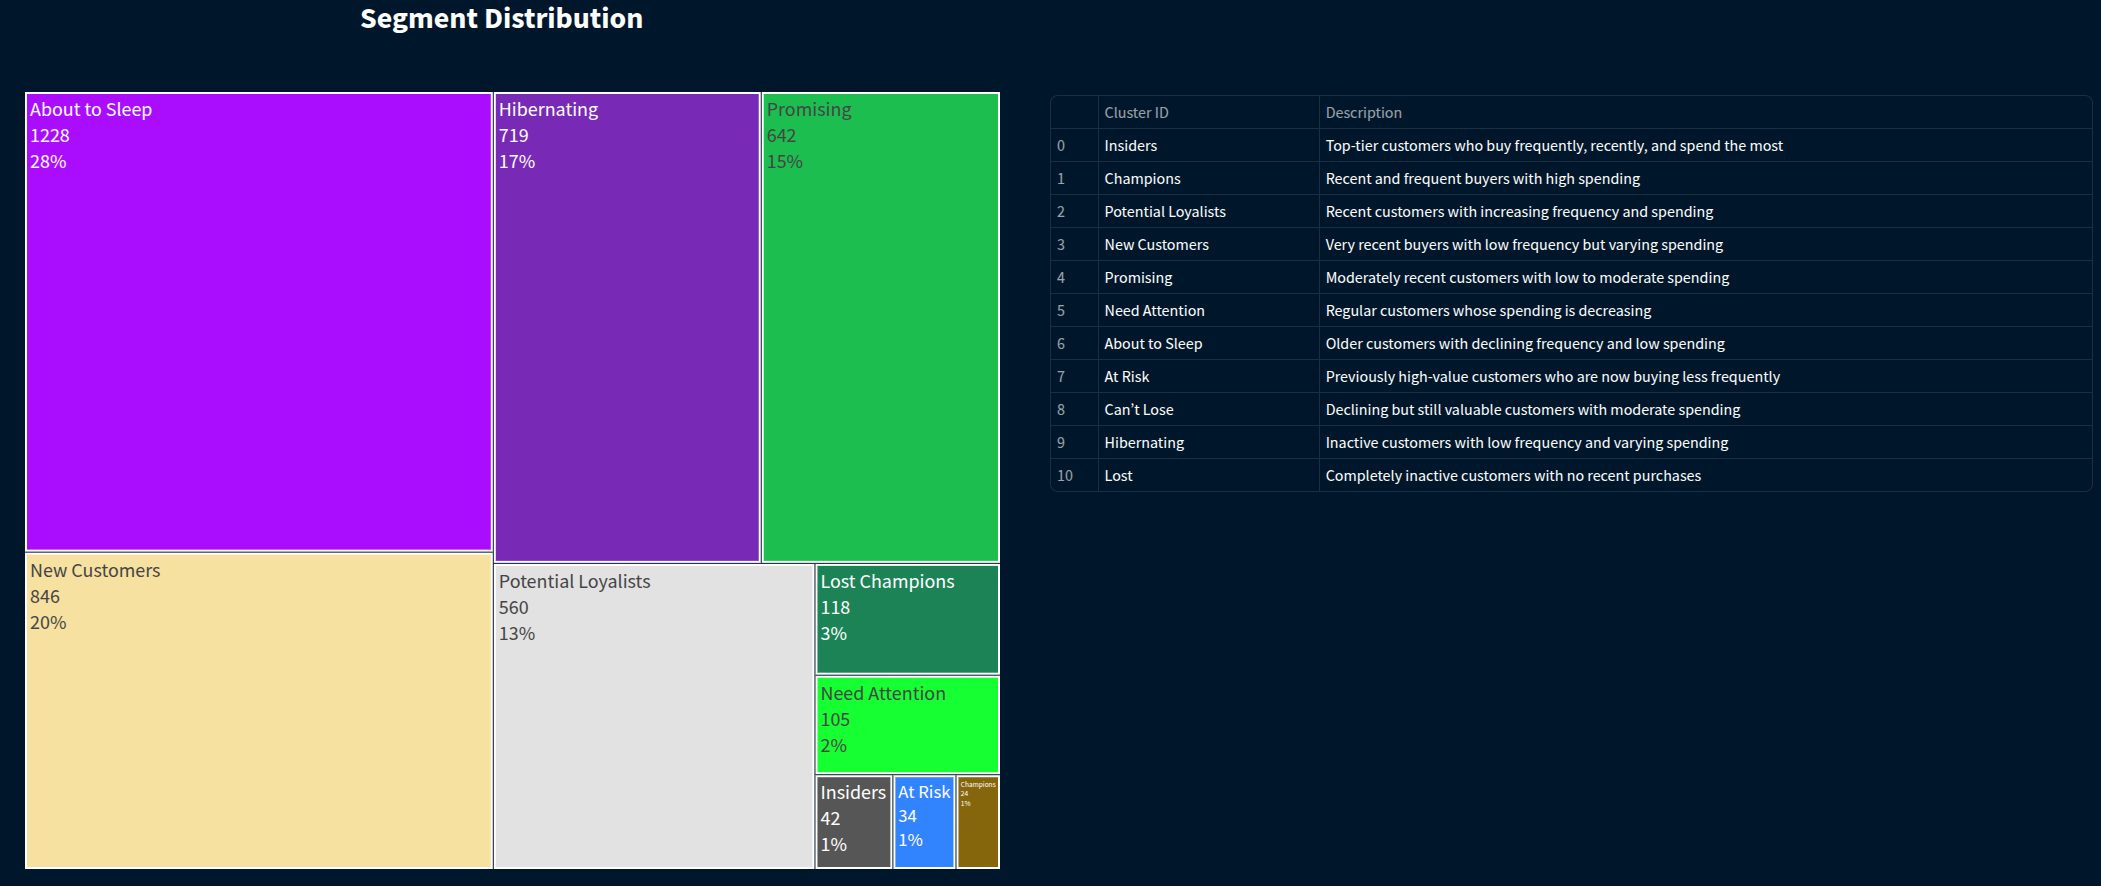 Segment Distribution
About to Sleep
1228
28%
Hibernating
719
17%
Promising
642
15%
New Customers
846
20%
Potential Loyalists
560
13%
Lost Champions
118
3%
Need Attention
105
2%
Insiders
42
1%
At Risk
34
1%
Champions
24
1%
Cluster ID Description
0 Insiders Top-tier customers who buy frequently, recently, and spend the most
1 Champions Recent and frequent buyers with high spending
2 Potential Loyalists Recent customers with increasing frequency and spending
3 New Customers Very recent buyers with low frequency but varying spending
4 Promising Moderately recent customers with low to moderate spending
5 Need Attention Regular customers whose spending is decreasing
6 About to Sleep Older customers with declining frequency and low spending
7 At Risk Previously high-value customers who are now buying less frequently
8 Can’t Lose Declining but still valuable customers with moderate spending
9 Hibernating Inactive customers with low frequency and varying spending
10 Lost Completely inactive customers with no recent purchases